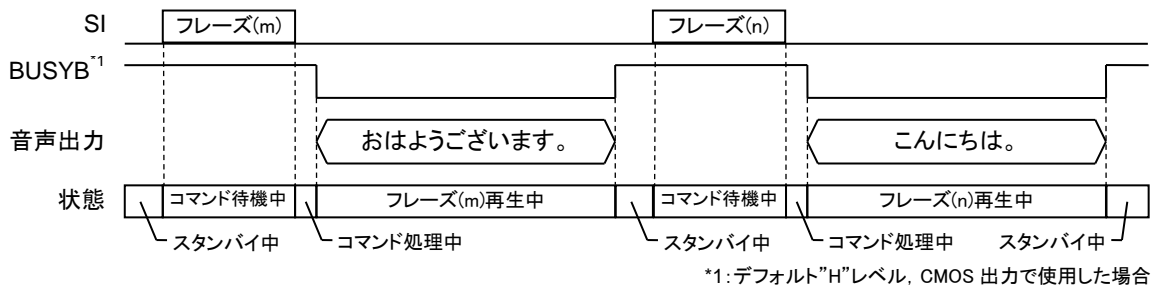 SI フレーズ(m) フレーズ(n)
BUSYB*1
音声出力 おはようございます。 こんにちは。
状態 コマンド待機中 フレーズ(m)再生中 コマンド待機中 フレーズ(n)再生中
スタンバイ中 コマンド処理中 スタンバイ中 コマンド処理中 スタンバイ中
*1:デフォルト”H”レベル, CMOS 出力で使用した場合